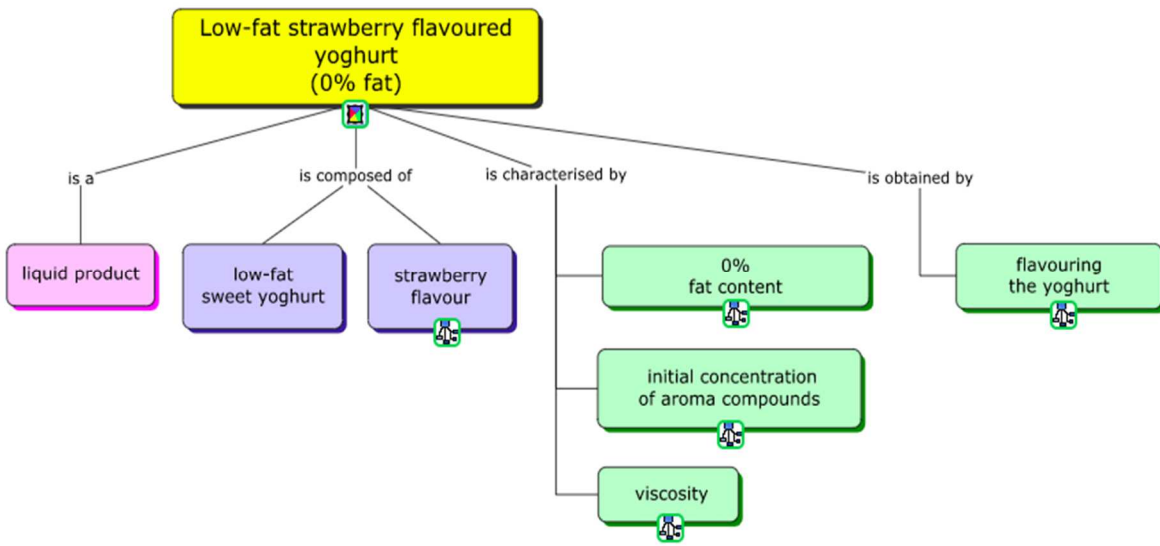 Low-fat strawberry flavoured
yoghurt
(0% fat)
is a
is composed of
is characterised by
is obtained by
liquid product
low-fat
sweet yoghurt
strawberry
flavour
0%
fat content
flavouring
the yoghurt
initial concentration
of aroma compounds
viscosity